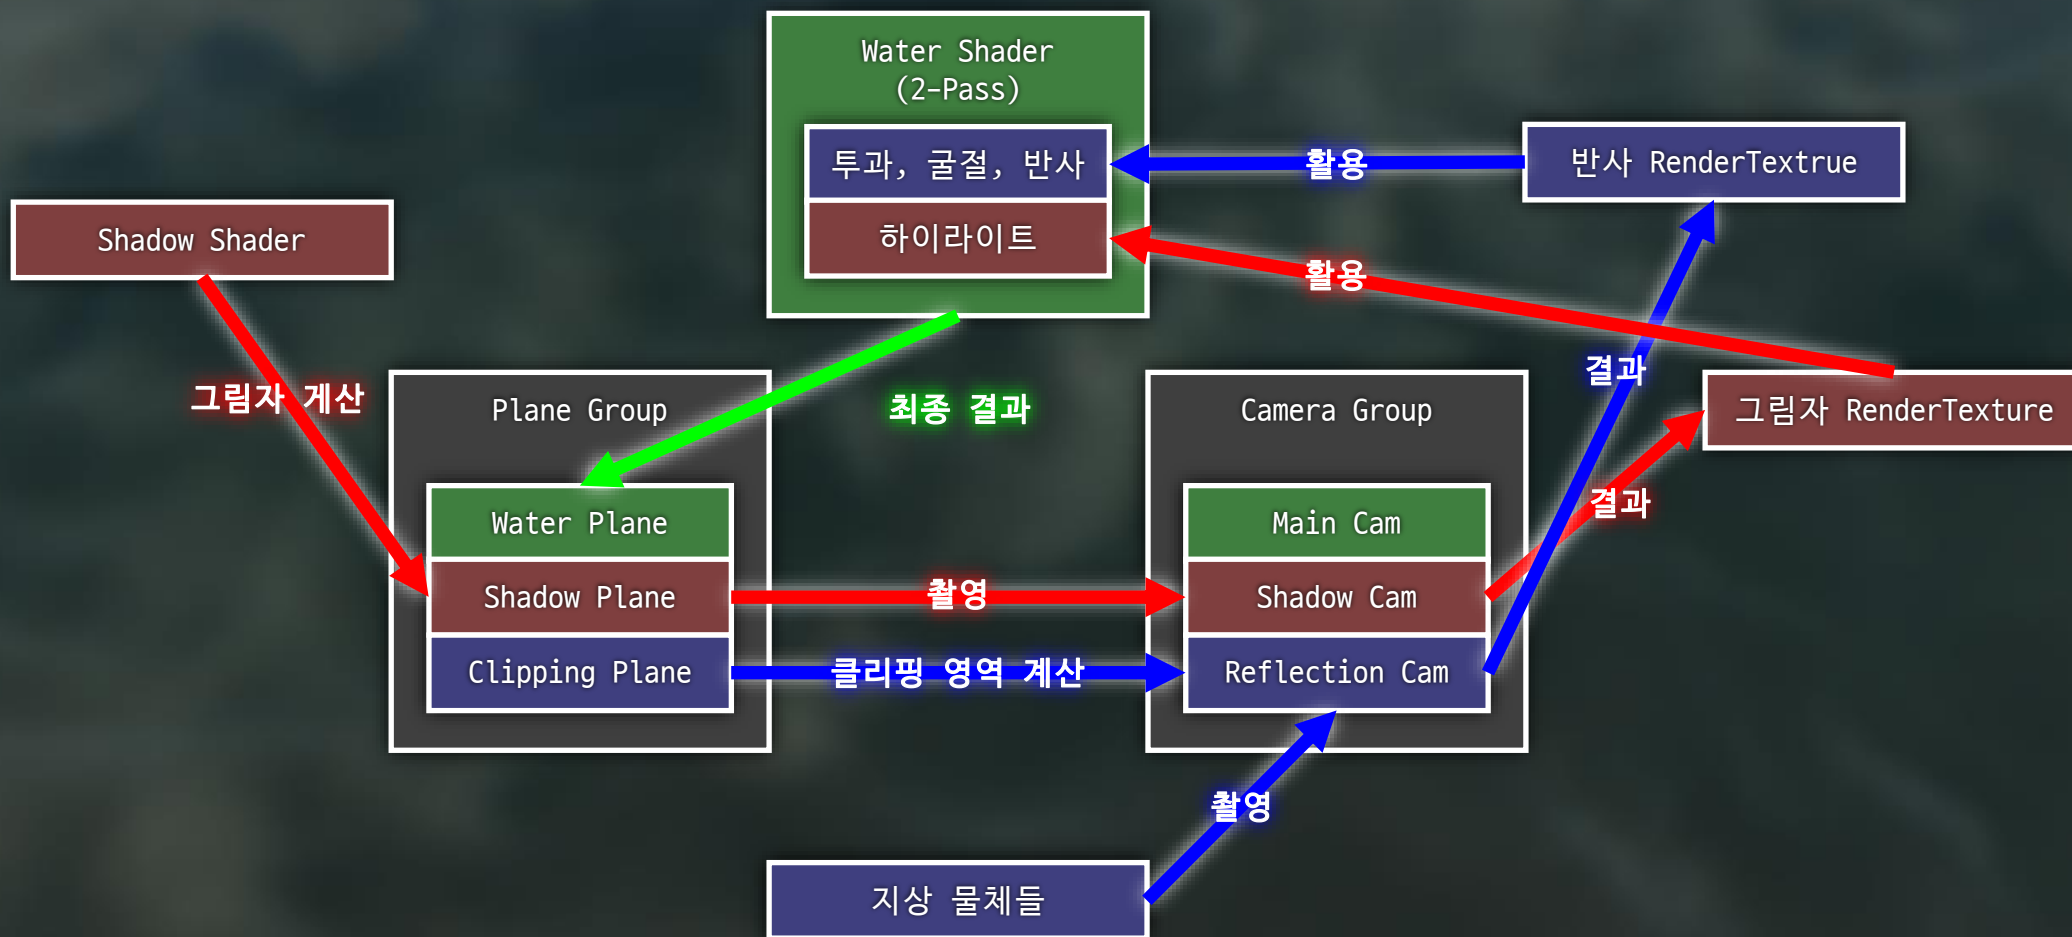 Water Shader
(2-Pass)
투과, 굴절, 반사
하이라이트
활용
반사 RenderTextrue
Shadow Shader
활용
그림자 게산
최종 결과
결과
Plane Group
Camera Group
그림자 RenderTexture
Water Plane
Shadow Plane
Clipping Plane
촬영
클리핑 영역 계산
Main Cam
Shadow Cam
Reflection Cam
결과
촬영
지상 물체들